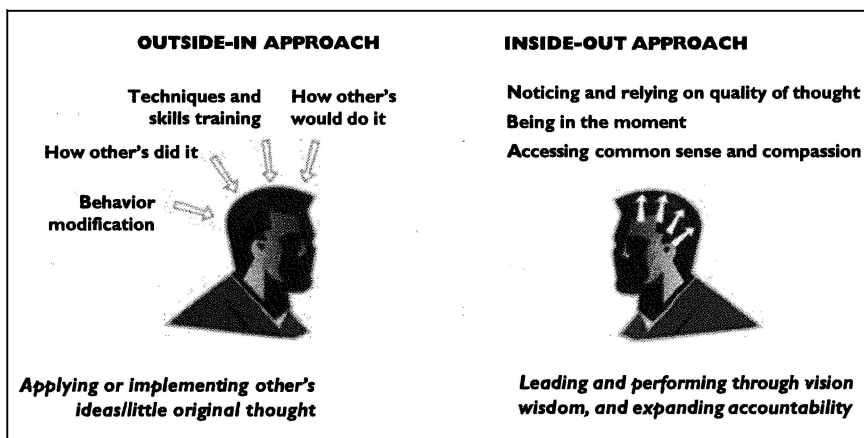 OUTSIDE-IN APPROACH
Techniques and
skills training
How other's
would do it
How other's did it
Behavior
modification
Applying or implementing other's
ideas/little original thought
INSIDE-OUT APPROACH
Noticing and relying on quality of thought
Being in the moment
Accessing common sense and compassion
Leading and performing through vision
wisdom, and expanding accountability